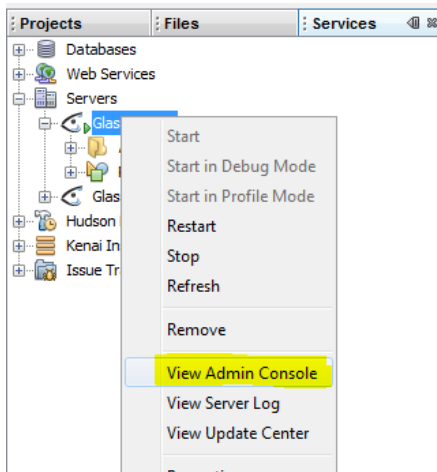 Projects Files Services
Databases
Web Services
Servers
Glas
Start
Start in Debug Mode
Start in Profile Mode
Glas
Restart
Hudson
Kenai In
Stop
Issue Tr
Refresh
Remove
View Admin Console
View Server Log
View Update Center